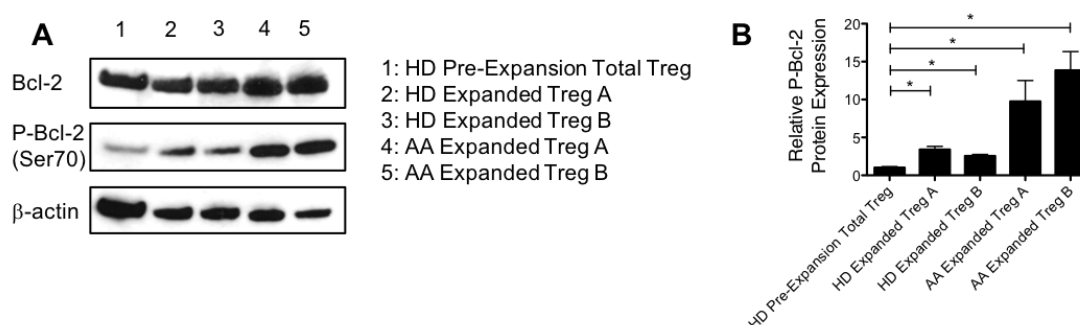 A
1 2 3 4 5
Bcl-2
P-Bcl-2
(Ser70)
β-actin
1: HD Pre-Expansion Total Treg
2: HD Expanded Treg A
3: HD Expanded Treg B
4: AA Expanded Treg A
5: AA Expanded Treg B
B
Relative P-Bcl-2
Protein Expression
20
15
10
5
0
*
*
*
*
HD Pre-Expansion Total Treg
HD Expanded Treg A
HD Expanded Treg B
AA Expanded Treg A
AA Expanded Treg B